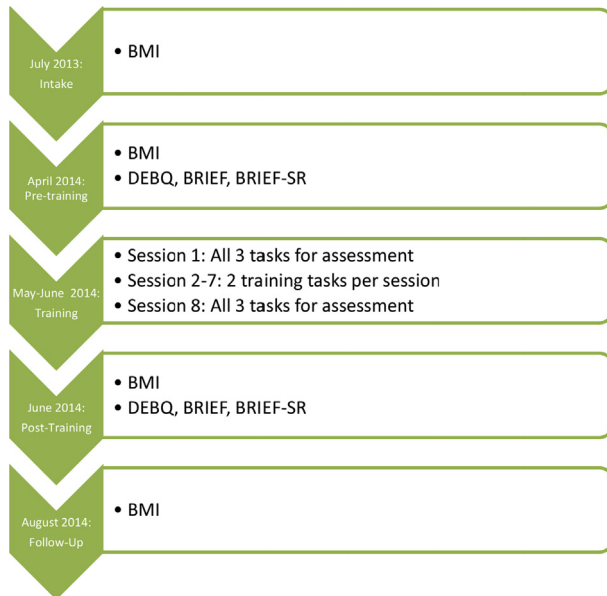 July 2013:
Intake
• BMI
April 2014:
Pre-training
• BMI
• DEBQ, BRIEF, BRIEF-SR
May-June 2014:
Training
• Session 1: All 3 tasks for assessment
• Session 2-7: 2 training tasks per session
• Session 8: All 3 tasks for assessment
June 2014:
Post-Training
• BMI
• DEBQ, BRIEF, BRIEF-SR
August 2014:
Follow-Up
• BMI